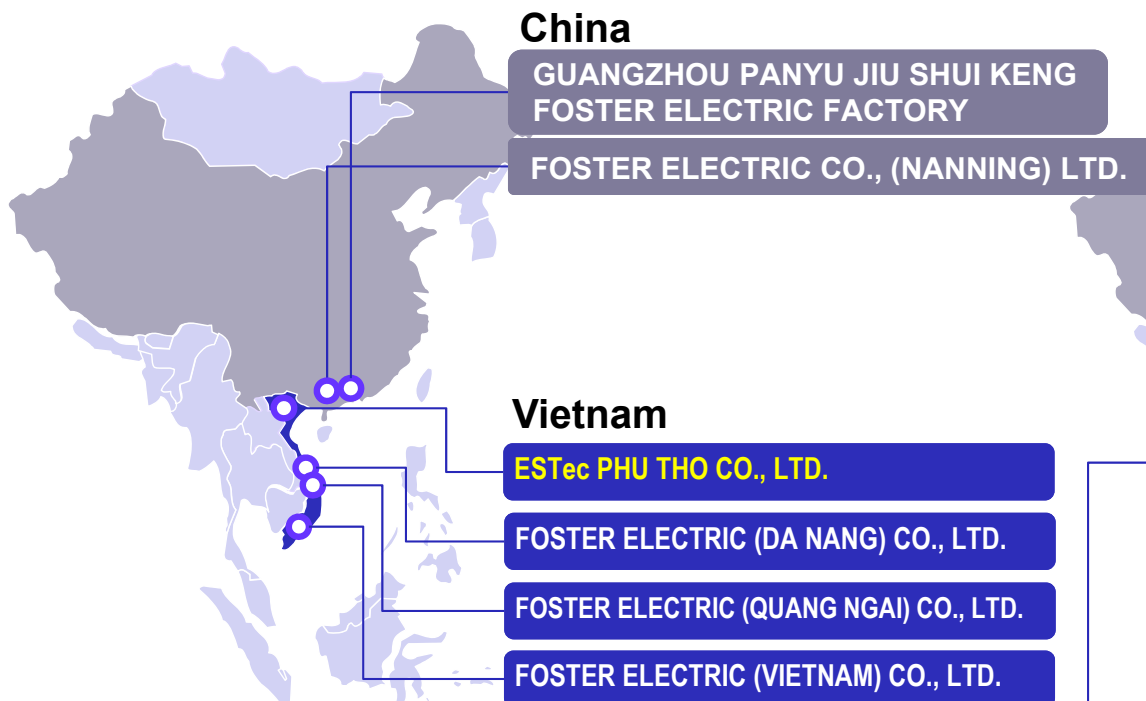 China
GUANGZHOU PANYU JIU SHUI KENG
FOSTER ELECTRIC FACTORY
FOSTER ELECTRIC CO., (NANNING) LTD.
Vietnam
ESTec PHU THO CO., LTD.
FOSTER ELECTRIC (DA NANG) CO., LTD.
FOSTER ELECTRIC (QUANG NGAI) CO., LTD.
FOSTER ELECTRIC (VIETNAM) CO., LTD.